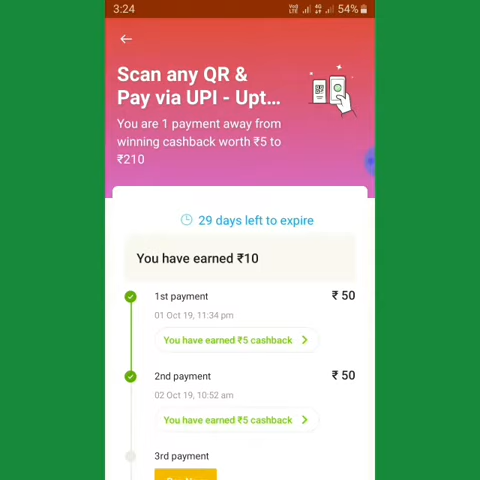 3:24
4G
54%
Scan any QR &
Pay via UPI - Upt...
You are 1 payment away from
winning cashback worth ₹5 to
₹210
29 days left to expire
You have earned ₹10
1st payment ₹ 50
01 Oct 19, 11:34 pm
You have earned ₹5 cashback
2nd payment ₹ 50
02 Oct 19, 10:52 am
You have earned ₹5 cashback
3rd payment